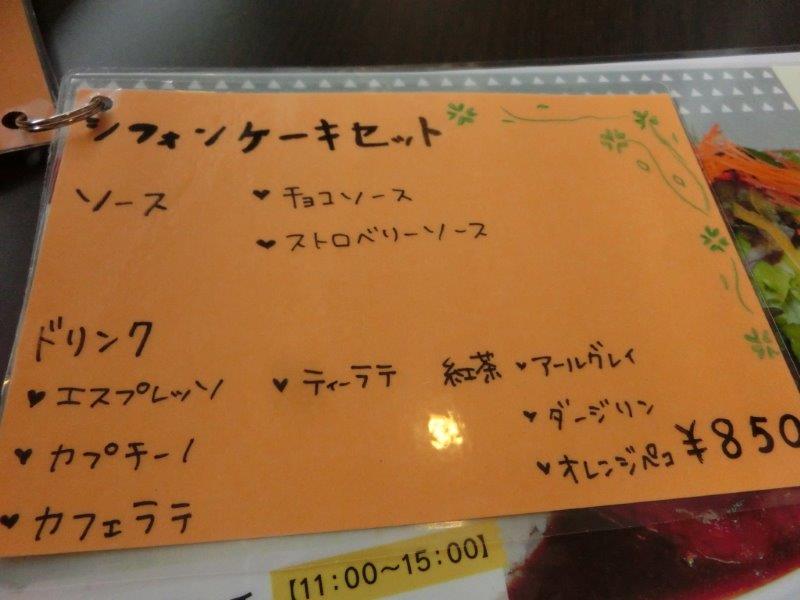 シフォンケーキセット
ソース ♥チョコソース
♥ストロベリーソース
ドリンク
♥エスプレッソ ♥ティーラテ 紅茶 ♥アールグレイ
♥カプチーノ ♥ダージリン
♥カフェラテ ♥オレンジペコ ¥850
【11:00~15:00】